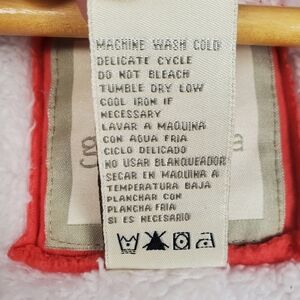 MACHINE WASH COLD
DELICATE CYCLE
DO NOT BLEACH
TUMBLE DRY LOW
COOL IRON IF
NECESSARY
LAVAR A MAQUINA
CON AGUA FRIA
CICLO DELICADO
NO USAR BLANQUEADOR
SECAR EN MAQUINA A
TEMPERATURA BAJA
PLANCHAR CON
PLANCHA FRIA
SI ES NECESARIO